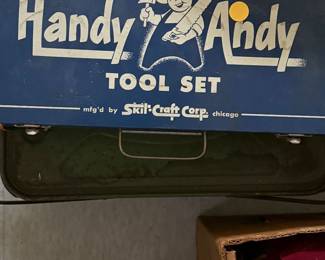 Handy Andy
TOOL SET
mfg'd by Skil-Craft Corp. chicago